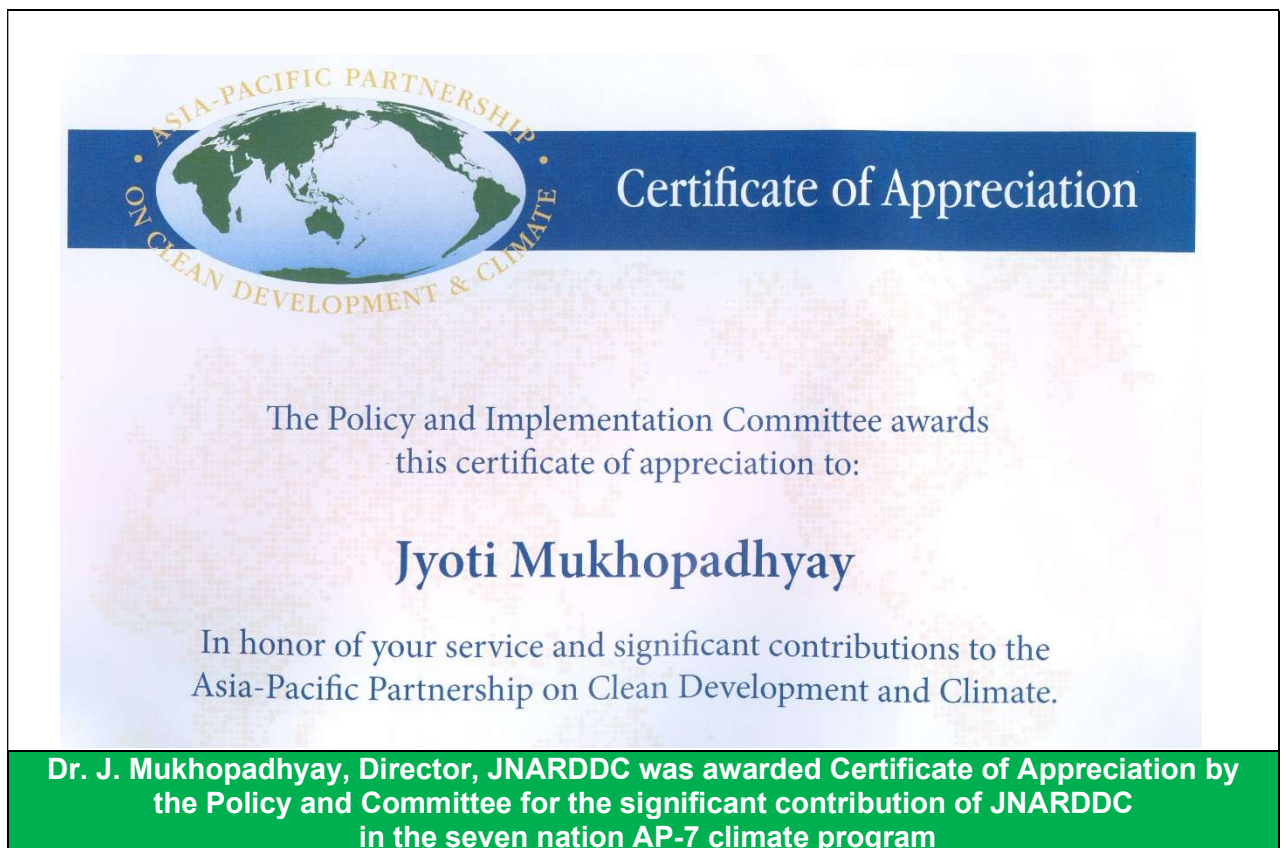 ASIA-PACIFIC PARTNERSHIP
ON CLEAN DEVELOPMENT & CLIMATE
Certificate of Appreciation
The Policy and Implementation Committee awards
this certificate of appreciation to:
Jyoti Mukhopadhyay
In honor of your service and significant contributions to the
Asia-Pacific Partnership on Clean Development and Climate.
Dr. J. Mukhopadhyay, Director, JNARDDC was awarded Certificate of Appreciation by
the Policy and Committee for the significant contribution of JNARDDC
in the seven nation AP-7 climate program